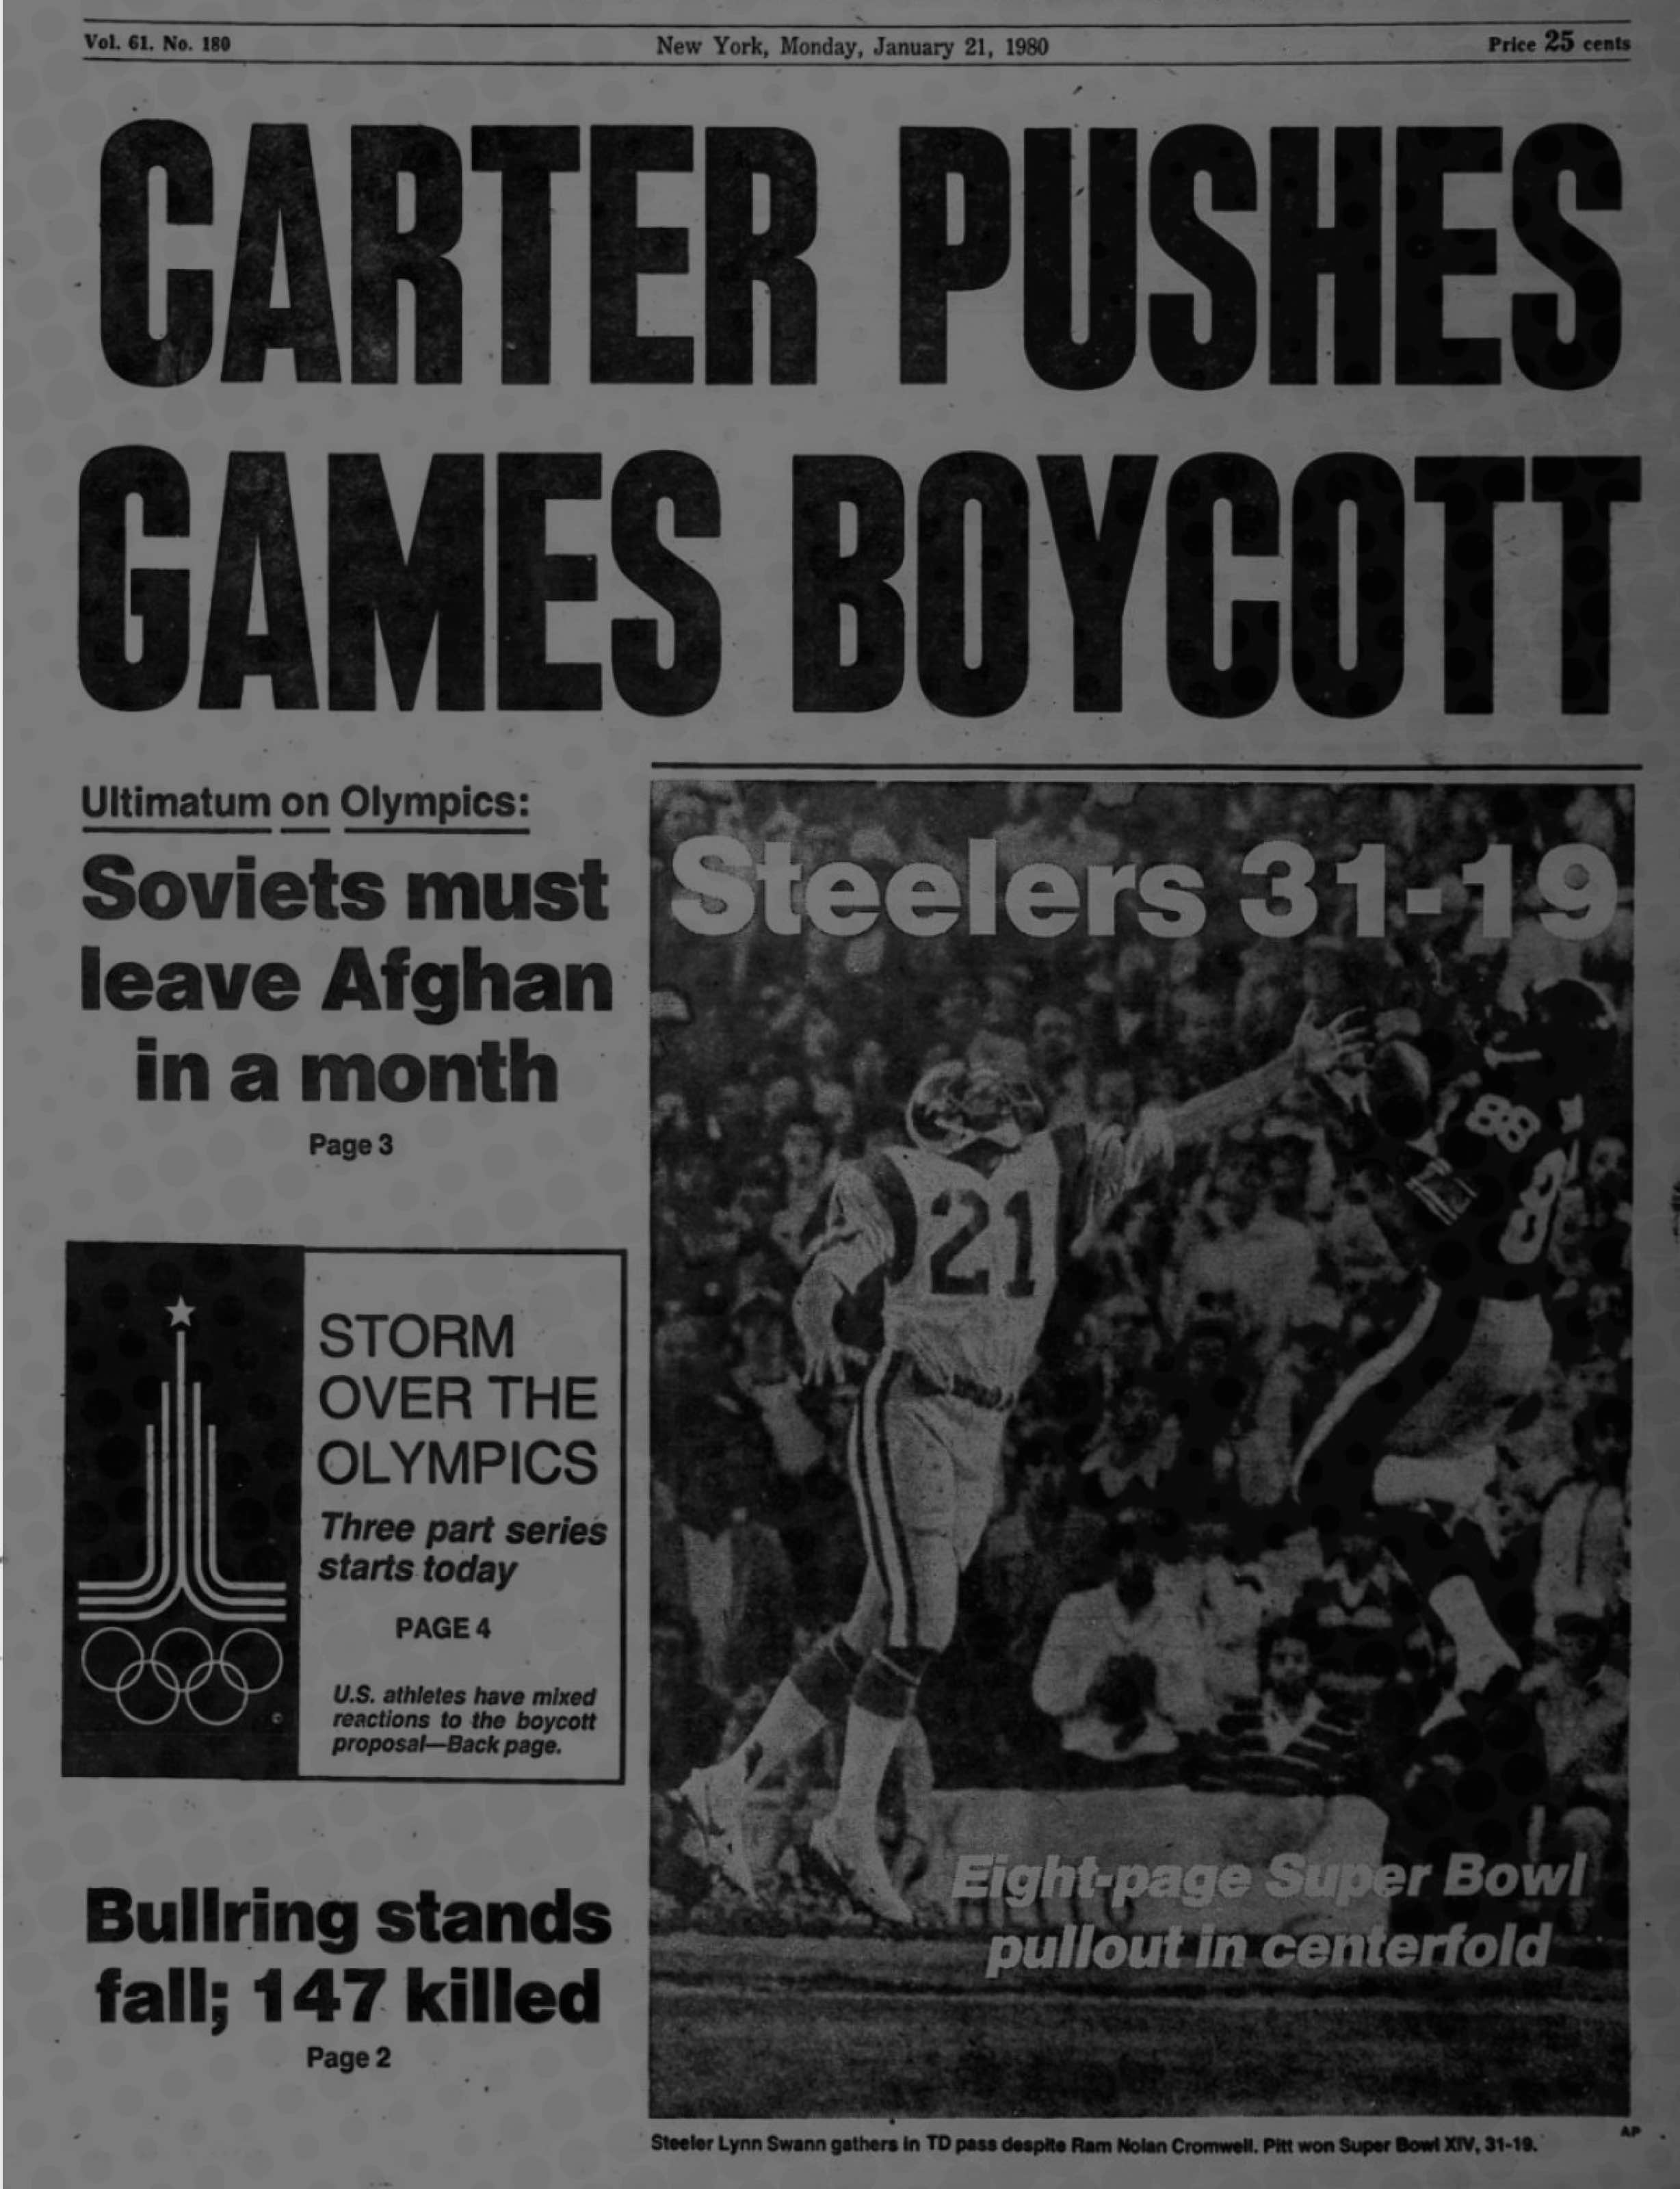 Vol. 61. No. 180
New York, Monday, January 21, 1980
Price 25 cents
CARTER PUSHES
GAMES BOYCOTT
Ultimatum on Olympics:
Soviets must
leave Afghan
in a month
Page 3
STORM
OVER THE
OLYMPICS
Three part series
starts today
PAGE 4
U.S. athletes have mixed
reactions to the boycott
proposal—Back page.
Bullring stands
fall; 147 killed
Page 2
Steelers 31-19
21
88
8
Eight-page Super Bowl
pullout in centerfold
AP
Steeler Lynn Swann gathers in TD pass despite Ram Nolan Cromwell. Pitt won Super Bowl XIV, 31-19.